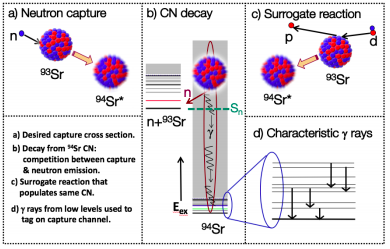 a) Neutron capture
n
⁹³Sr
⁹⁴Sr*
b) CN decay
n
Sn
n+⁹³Sr
γ
Eex
⁹⁴Sr
c) Surrogate reaction
p
d
⁹⁴Sr*
⁹³Sr
a) Desired capture cross section.
b) Decay from ⁹⁴Sr CN:
competition between capture
& neutron emission.
c) Surrogate reaction that
populates same CN.
d) γ rays from low levels used to
tag on capture channel.
d) Characteristic γ rays